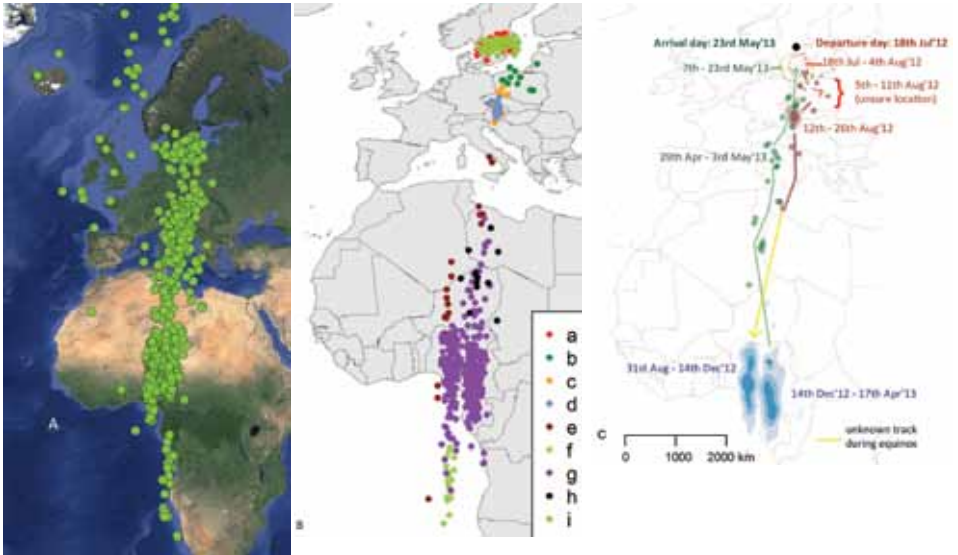 A
B
a
b
c
d
e
f
g
h
i
Arrival day: 23rd May'13
Departure day: 18th Jul'12
7th - 23rd May'13
18th Jul - 4th Aug'12
5th - 11th Aug'12
(unsure location)
12th - 26th Aug'12
29th Apr - 3rd May'13
31st Aug - 14th Dec'12
14th Dec'12 - 17th Apr'13
C
unknown track
during equinox
0
1000
2000 km